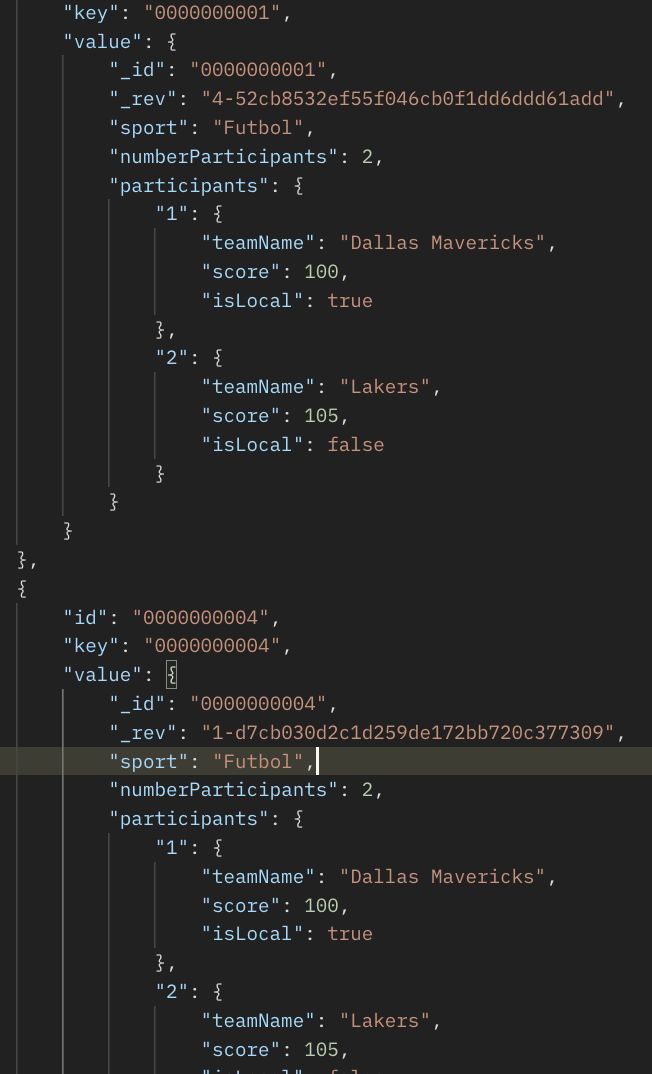 "key": "0000000001",
"value": {
"_id": "0000000001",
"_rev": "4-52cb8532ef55f046cb0f1dd6ddd61add",
"sport": "Futbol",
"numberParticipants": 2,
"participants": {
"1": {
"teamName": "Dallas Mavericks",
"score": 100,
"isLocal": true
},
"2": {
"teamName": "Lakers",
"score": 105,
"isLocal": false
}
}
}
},
{
"id": "0000000004",
"key": "0000000004",
"value": {
"_id": "0000000004",
"_rev": "1-d7cb030d2c1d259de172bb720c377309",
"sport": "Futbol",
"numberParticipants": 2,
"participants": {
"1": {
"teamName": "Dallas Mavericks",
"score": 100,
"isLocal": true
},
"2": {
"teamName": "Lakers",
"score": 105,